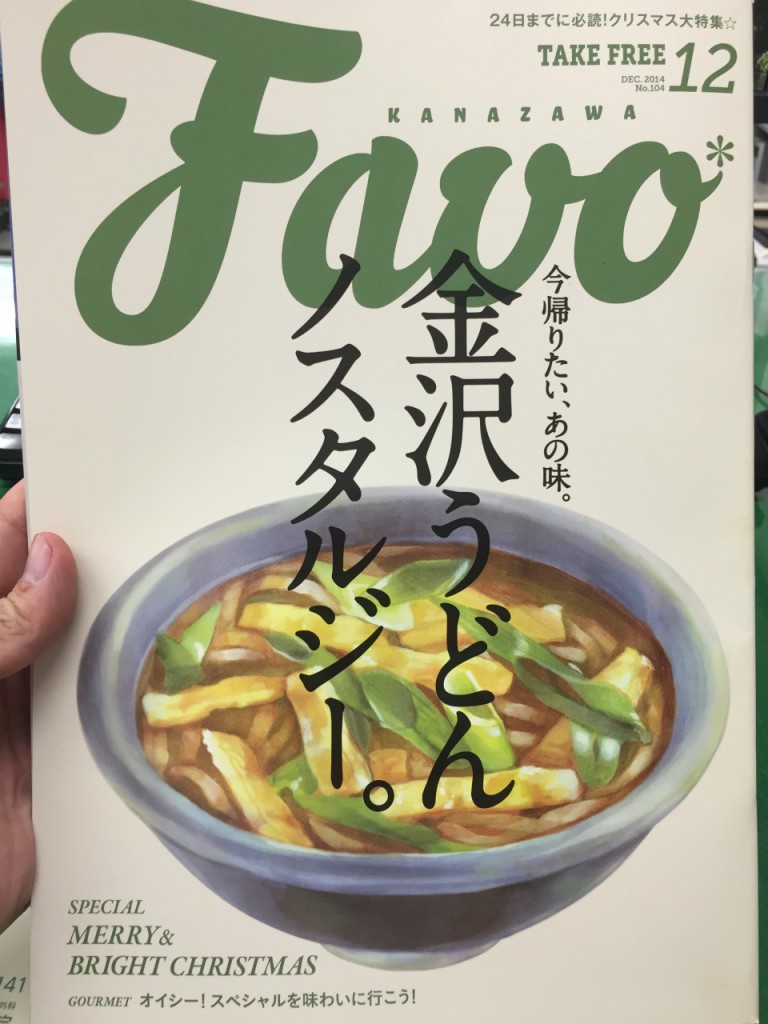 24日までに必読!クリスマス大特集☆
TAKE FREE
DEC. 2014
No.104
12
KANAZAWA
Favo*
今帰りたい、あの味。
金沢うどん
ノスタルジー。
SPECIAL
MERRY&
BRIGHT CHRISTMAS
GOURMET オイシー!スペシャルを味わいに行こう!
141
外科